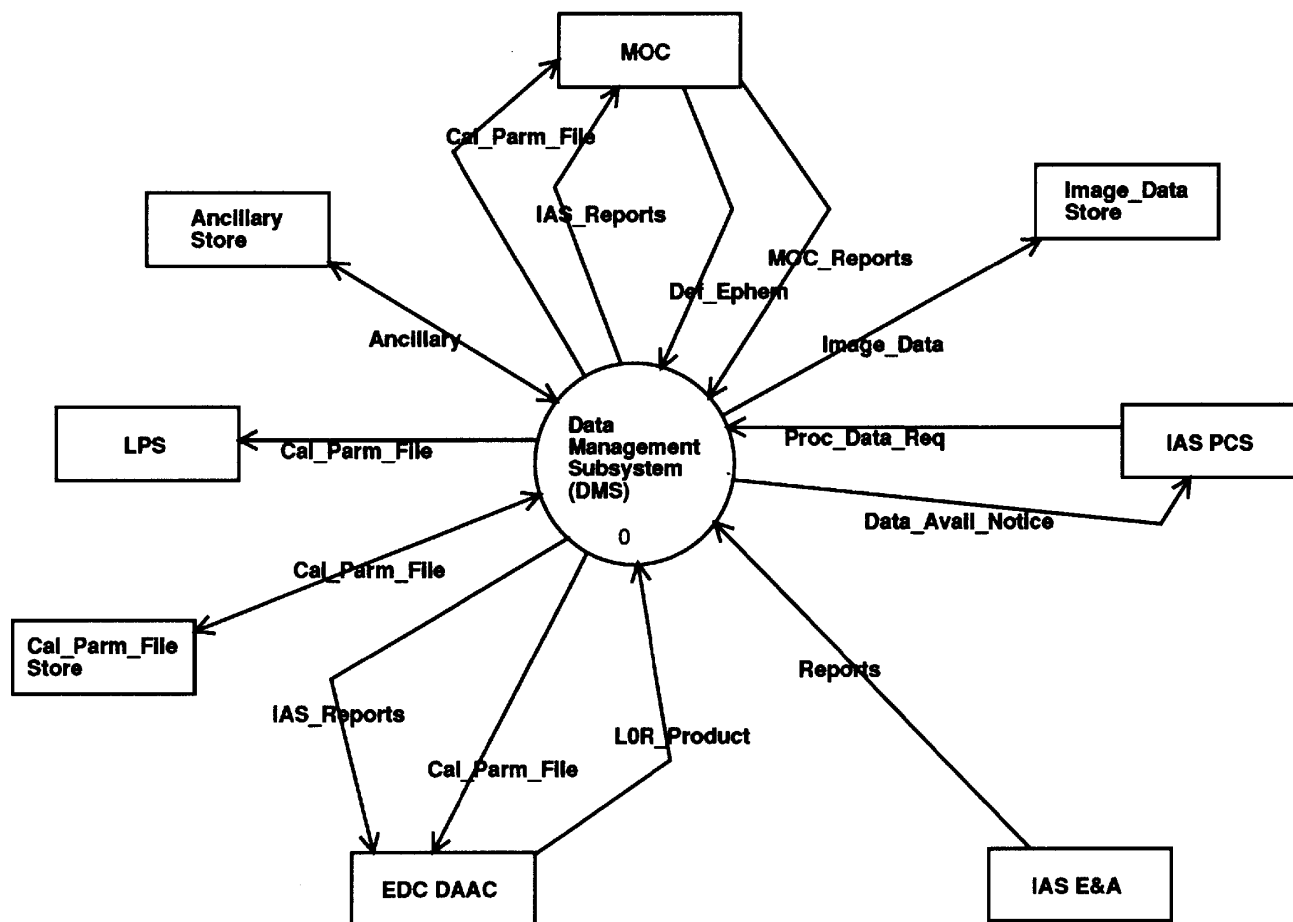 MOC
Cal_Parm_File
Ancillary
Store
IAS_Reports
Image_Data
Store
MOC_Reports
Def_Ephem
Ancillary
Image_Data
LPS
Cal_Parm_File
Data
Management
Subsystem
(DMS)
0
Proc_Data_Req
IAS PCS
Data_Avail_Notice
Cal_Parm_File
Cal_Parm_File
Store
Reports
IAS_Reports
L0R_Product
Cal_Parm_File
EDC DAAC
IAS E&A